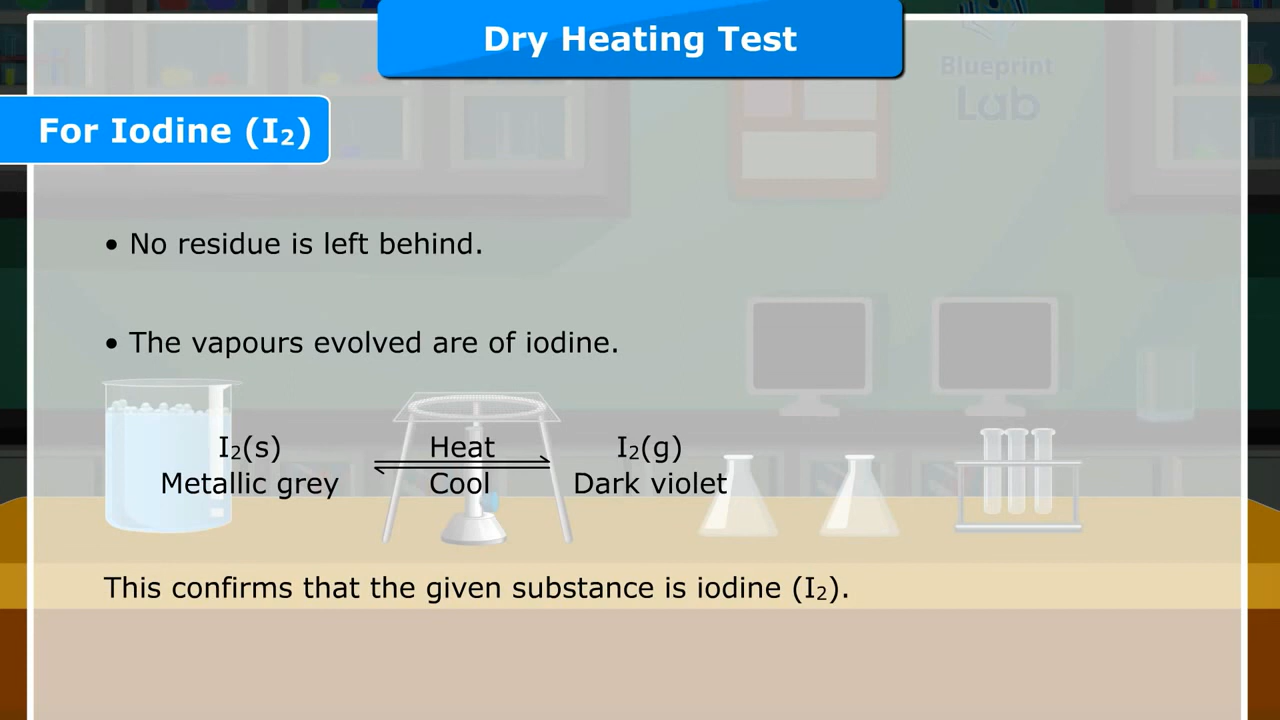 Dry Heating Test
Blueprint
Lab
For Iodine (I₂)
• No residue is left behind.
• The vapours evolved are of iodine.
I₂(s) Heat I₂(g)
Metallic grey Cool Dark violet
This confirms that the given substance is iodine (I₂).